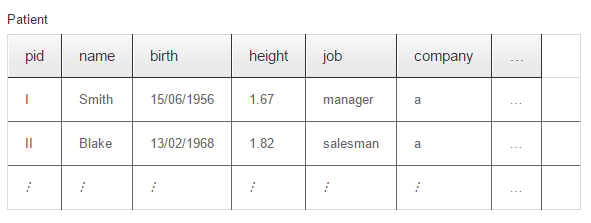 Patient
pid name birth height job company ...
I Smith 15/06/1956 1.67 manager a ...
II Blake 13/02/1968 1.82 salesman a ...
⋮ ⋮ ⋮ ⋮ ⋮ ⋮ ...